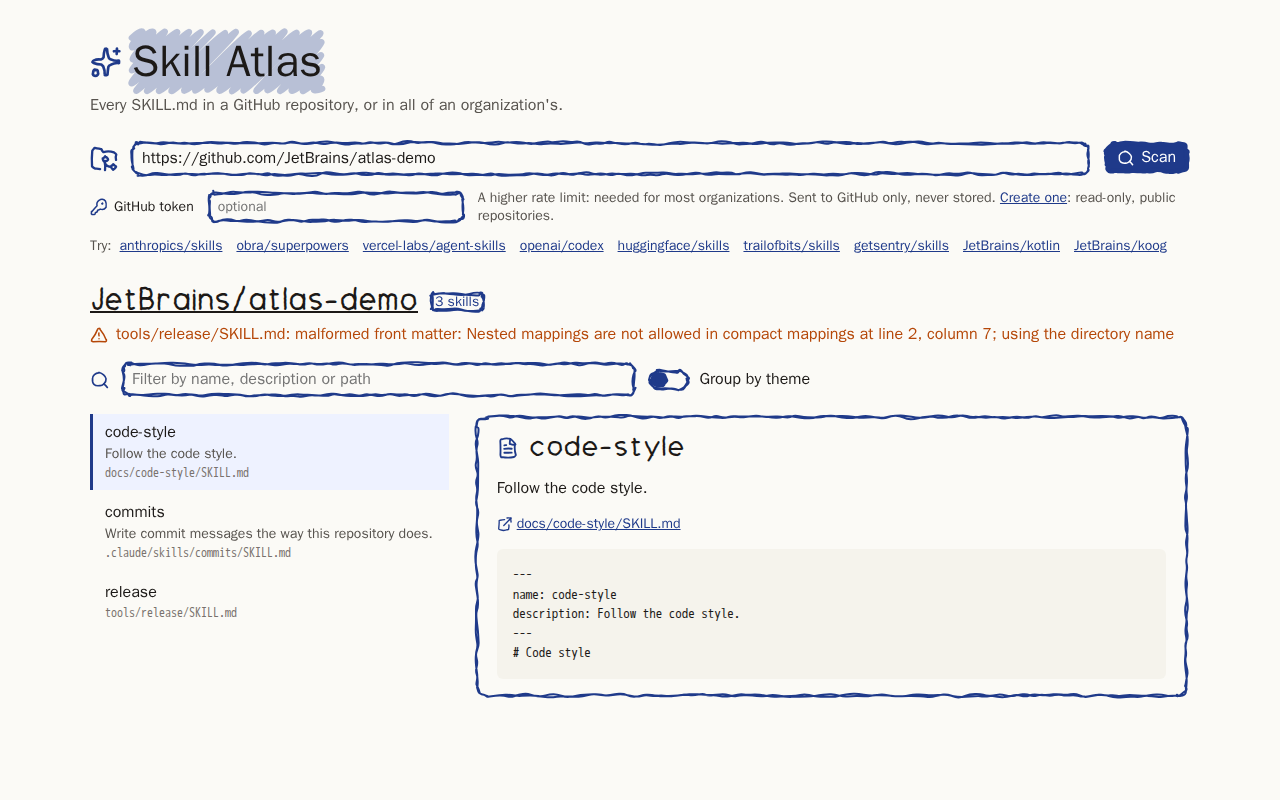 Skill Atlas
Every SKILL.md in a GitHub repository, or in all of an organization's.
https://github.com/JetBrains/atlas-demo
Scan
GitHub token
optional
A higher rate limit: needed for most organizations. Sent to GitHub only, never stored. Create one: read-only, public
repositories.
Try: anthropics/skills obra/superpowers vercel-labs/agent-skills openai/codex huggingface/skills trailofbits/skills getsentry/skills JetBrains/kotlin JetBrains/koog
JetBrains/atlas-demo 3 skills
tools/release/SKILL.md: malformed front matter: Nested mappings are not allowed in compact mappings at line 2, column 7; using the directory name
Filter by name, description or path
Group by theme
code-style
Follow the code style.
docs/code-style/SKILL.md
commits
Write commit messages the way this repository does.
.claude/skills/commits/SKILL.md
release
tools/release/SKILL.md
code-style
Follow the code style.
docs/code-style/SKILL.md
---
name: code-style
description: Follow the code style.
---
# Code style